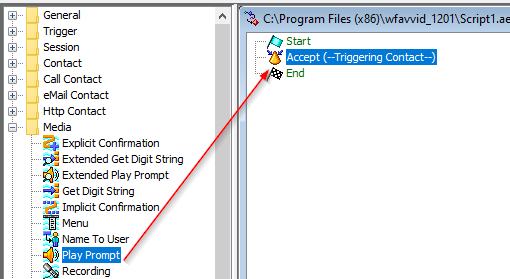 General
Trigger
Session
Contact
Call Contact
eMail Contact
Http Contact
Media
Explicit Confirmation
Extended Get Digit String
Extended Play Prompt
Get Digit String
Implicit Confirmation
Menu
Name To User
Play Prompt
Recording
C:\Program Files (x86)\wfavvid_1201\Script1.ae
Start
Accept (--Triggering Contact--)
End